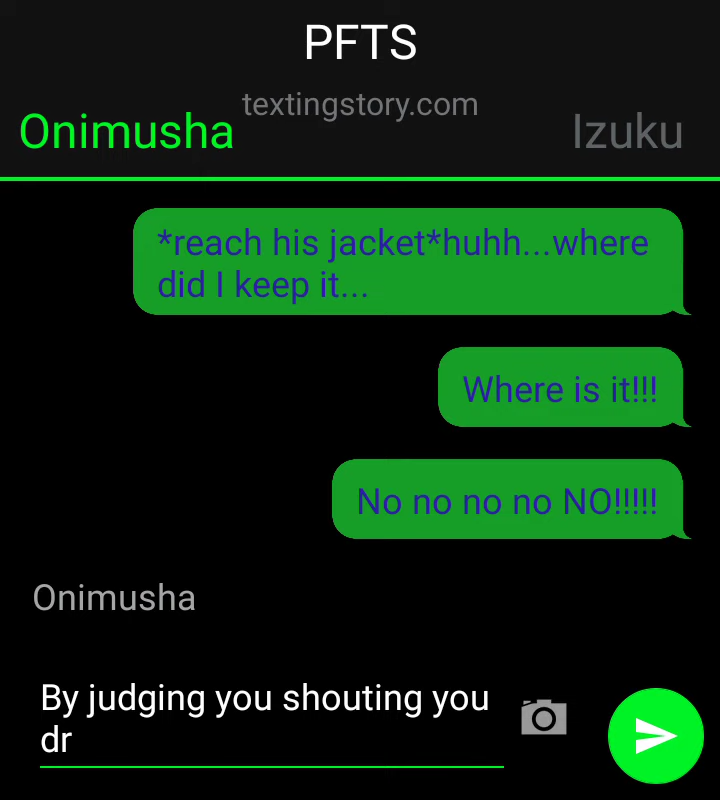 PFTS
textingstory.com
Onimusha
Izuku
*reach his jacket*huhh...where
did I keep it...
Where is it!!!
No no no no NO!!!!!
Onimusha
By judging you shouting you
dr